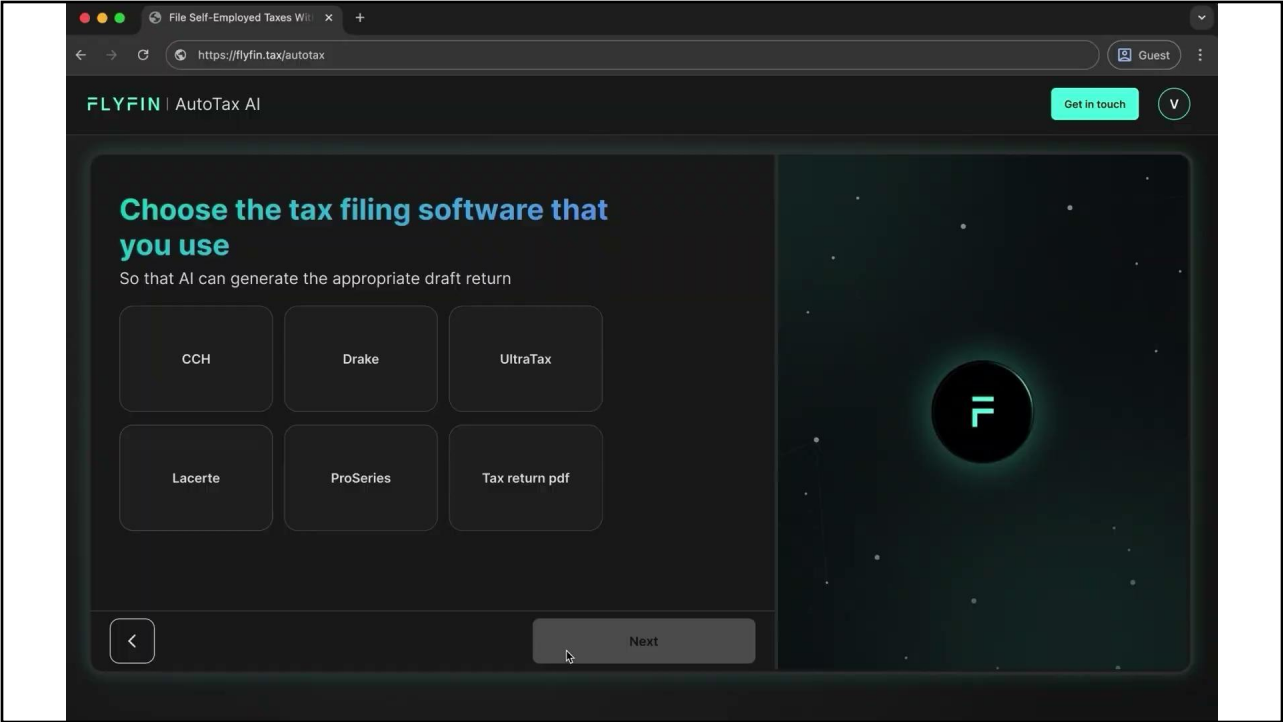 File Self-Employed Taxes Wit
https://flyfin.tax/autotax
Guest
FLYFIN | AutoTax AI
Get in touch
V
Choose the tax filing software that
you use
So that AI can generate the appropriate draft return
CCH
Drake
UltraTax
Lacerte
ProSeries
Tax return pdf
Next
F